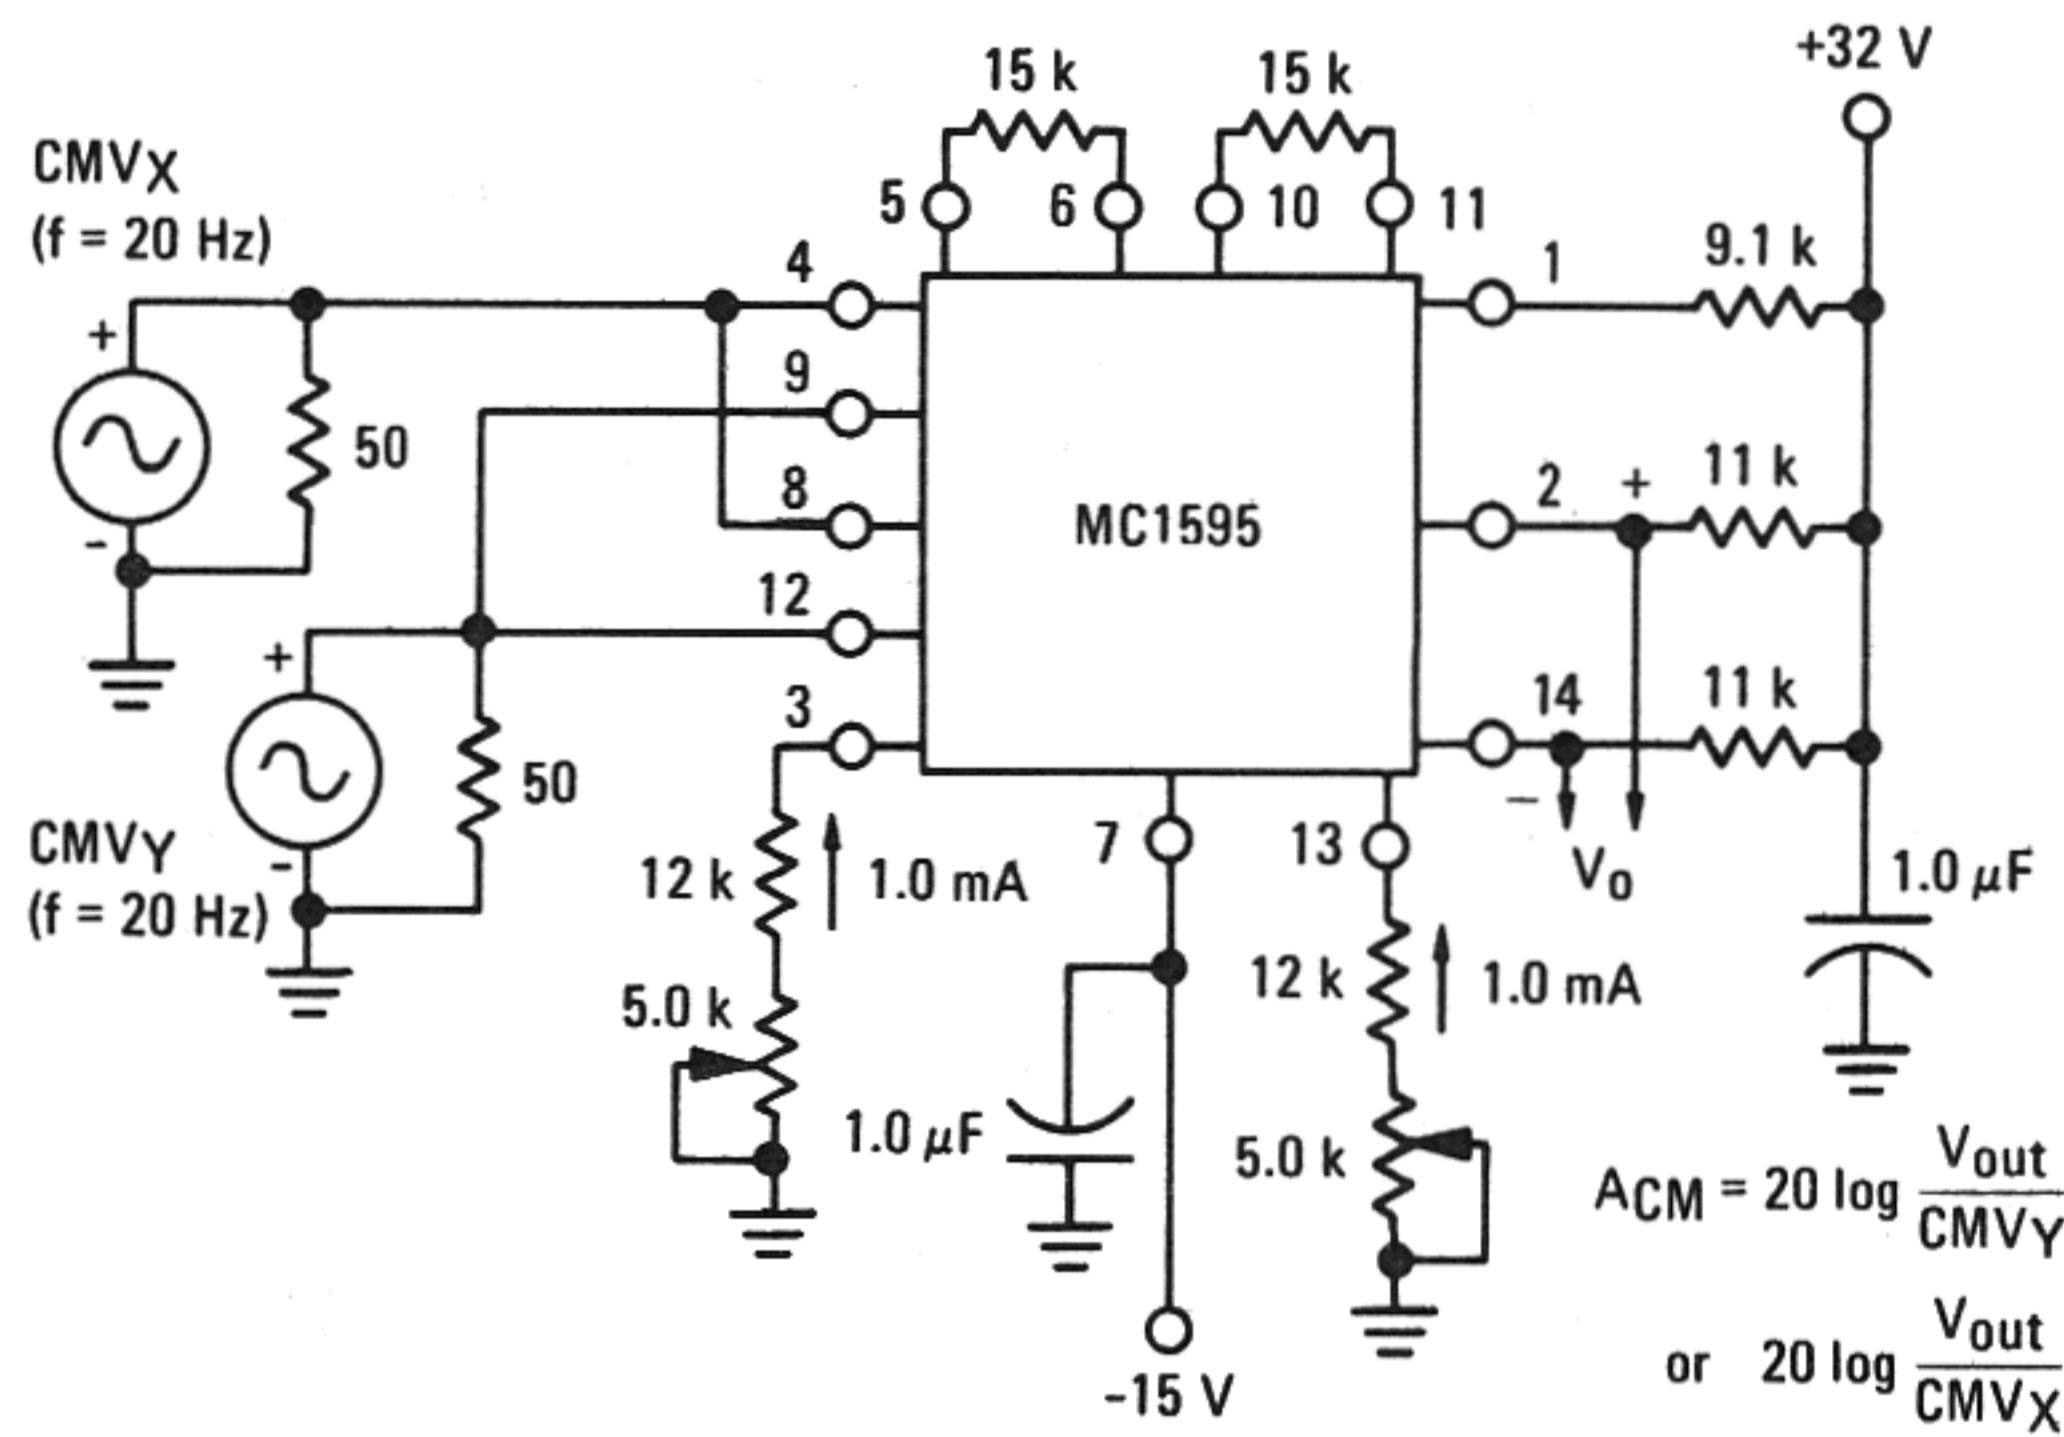 +32 V
15 k
15 k
CMVX
(f = 20 Hz)
5
6
10
11
4
1
9.1 k
+
9
50
8
MC1595
2
+
11 k
-
12
+
3
14
11 k
50
-
Vo
CMVY
(f = 20 Hz)
-
12 k
1.0 mA
7
13
1.0 µF
5.0 k
12 k
1.0 mA
1.0 µF
5.0 k
ACM = 20 log Vout
CMVY
or 20 log Vout
CMVX
-15 V